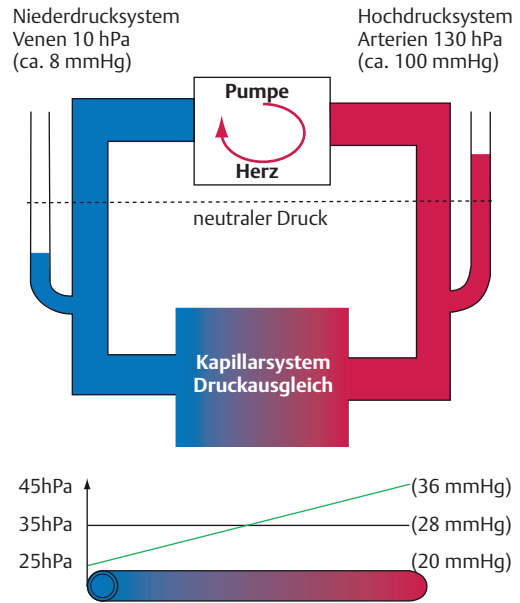 Niederdrucksystem
Venen 10 hPa
(ca. 8 mmHg)
Hochdrucksystem
Arterien 130 hPa
(ca. 100 mmHg)
Pumpe
Herz
neutraler Druck
Kapillarsystem
Druckausgleich
45hPa
(36 mmHg)
35hPa
(28 mmHg)
25hPa
(20 mmHg)